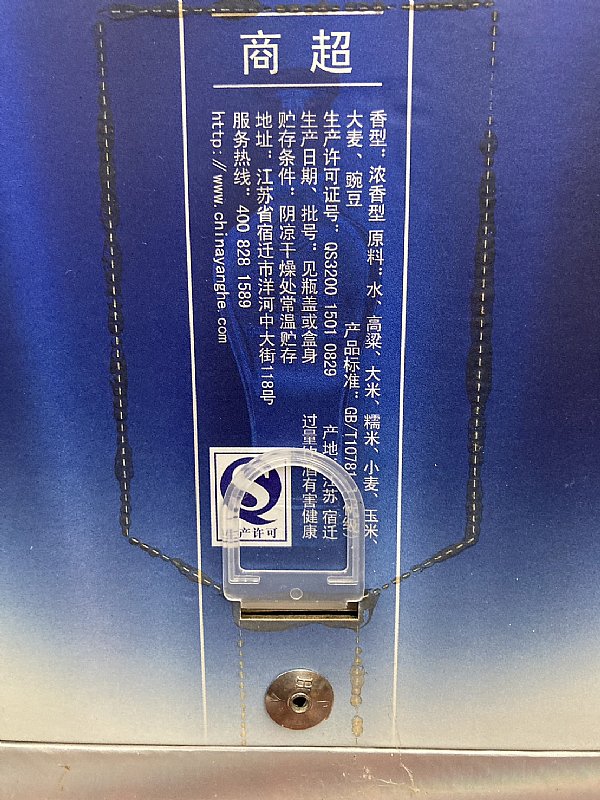 商超
香型：浓香型 原料：水、高粱、大米、糯米、小麦、玉米、
大麦、豌豆 产品标准：GB/T10781
生产许可证号：QS3200 1501 0829 产地：江苏 宿迁
生产日期、批号：见瓶盖或盒身 过量饮酒有害健康
贮存条件：阴凉干燥处常温贮存
地址：江苏省宿迁市洋河中大街118号
服务热线：400 828 1589
http://www.chinayanghe.com
生产许可